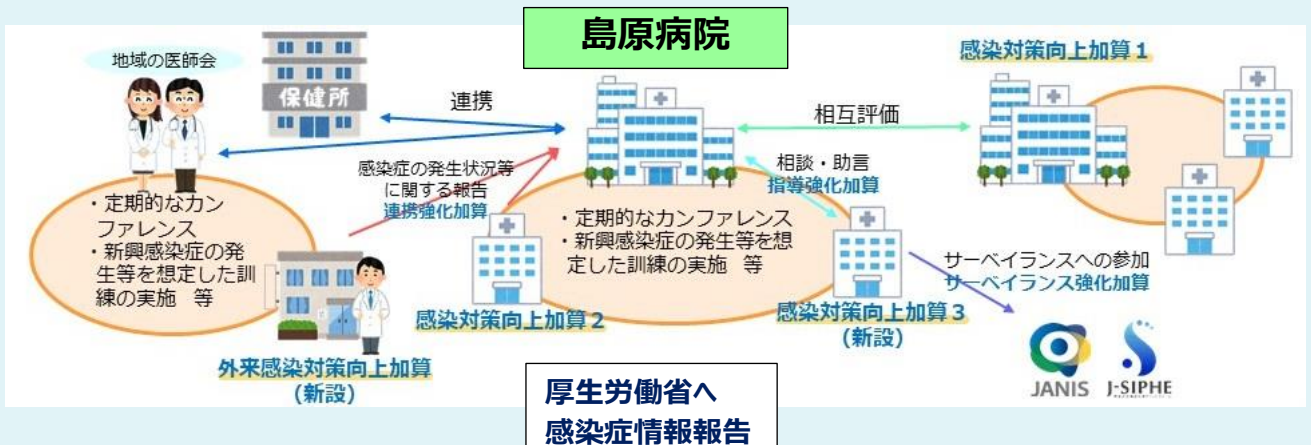 島原病院
地域の医師会
保健所
連携
感染対策向上加算1
相互評価
感染症の発生状況等
に関する報告
連携強化加算
相談・助言
指導強化加算
・定期的なカン
ファレンス
・新興感染症の発
生等を想定した訓
練の実施 等
・定期的なカンファレンス
・新興感染症の発生等を想
定した訓練の実施 等
サーベイランスへの参加
サーベイランス強化加算
感染対策向上加算2
感染対策向上加算3
(新設)
外来感染対策向上加算
(新設)
JANIS
J-SIPHE
厚生労働省へ
感染症情報報告